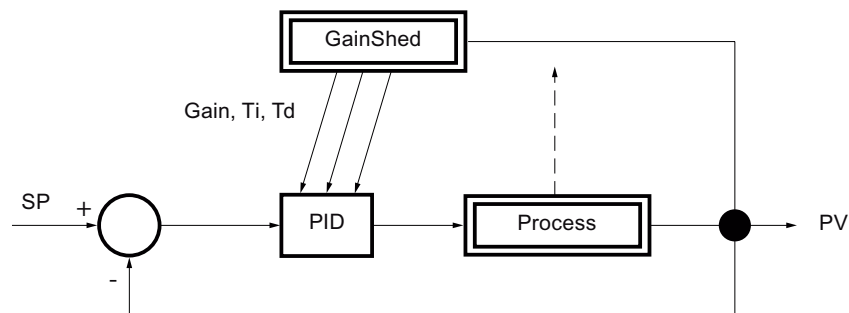 GainShed
Gain, Ti, Td
SP
+
PID
Process
PV
-